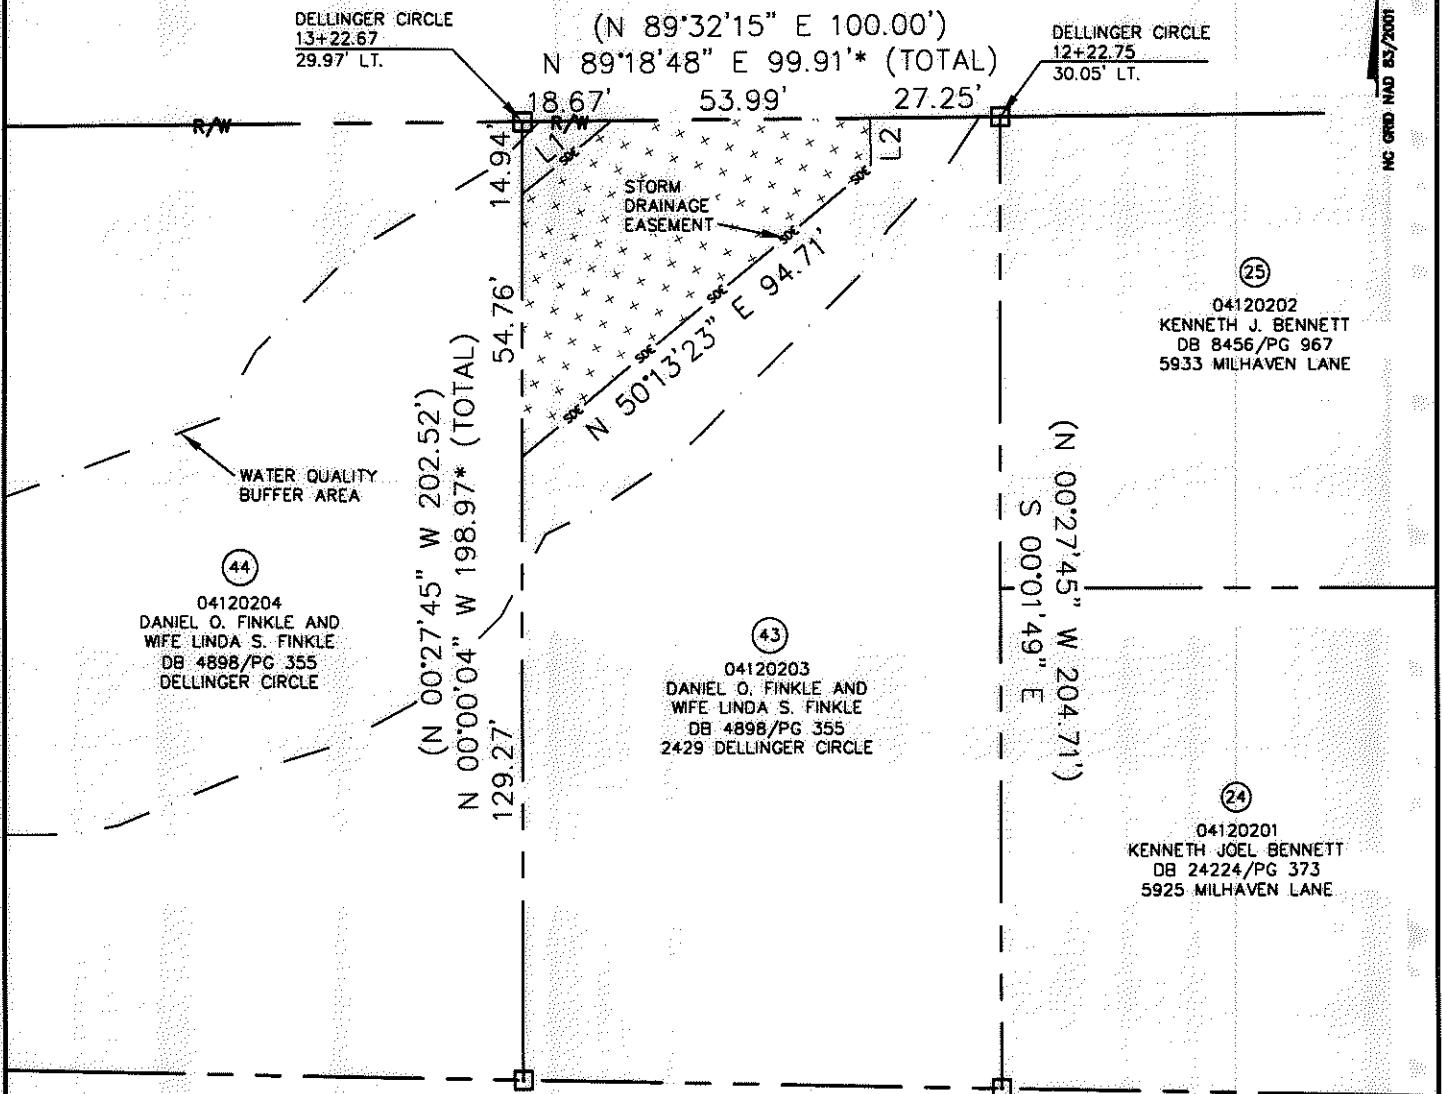 DELLINGER CIRCLE
13+22.67
29.97' LT.
(N 89°32'15" E 100.00')
N 89°18'48" E 99.91'* (TOTAL)
DELLINGER CIRCLE
12+22.75
30.05' LT.
NC GRID NAD 83/2001
18.67'
53.99'
27.25'
R/W
R/W
14.94'
L1
SDE
L2
SDE
STORM
DRAINAGE
EASEMENT
SDE
SDE
SDE
SDE
N 50°13'23" E 94.71'
54.76'
25
04120202
KENNETH J. BENNETT
DB 8456/PG 967
5933 MILHAVEN LANE
WATER QUALITY
BUFFER AREA
(N 00°27'45" W 202.52')
N 00°00'04" W 198.97* (TOTAL)
129.27'
(N 00°27'45" W 204.71')
S 00°01'49" E
44
04120204
DANIEL O. FINKLE AND
WIFE LINDA S. FINKLE
DB 4898/PG 355
DELLINGER CIRCLE
43
04120203
DANIEL O. FINKLE AND
WIFE LINDA S. FINKLE
DB 4898/PG 355
2429 DELLINGER CIRCLE
24
04120201
KENNETH JOEL BENNETT
DB 24224/PG 373
5925 MILHAVEN LANE